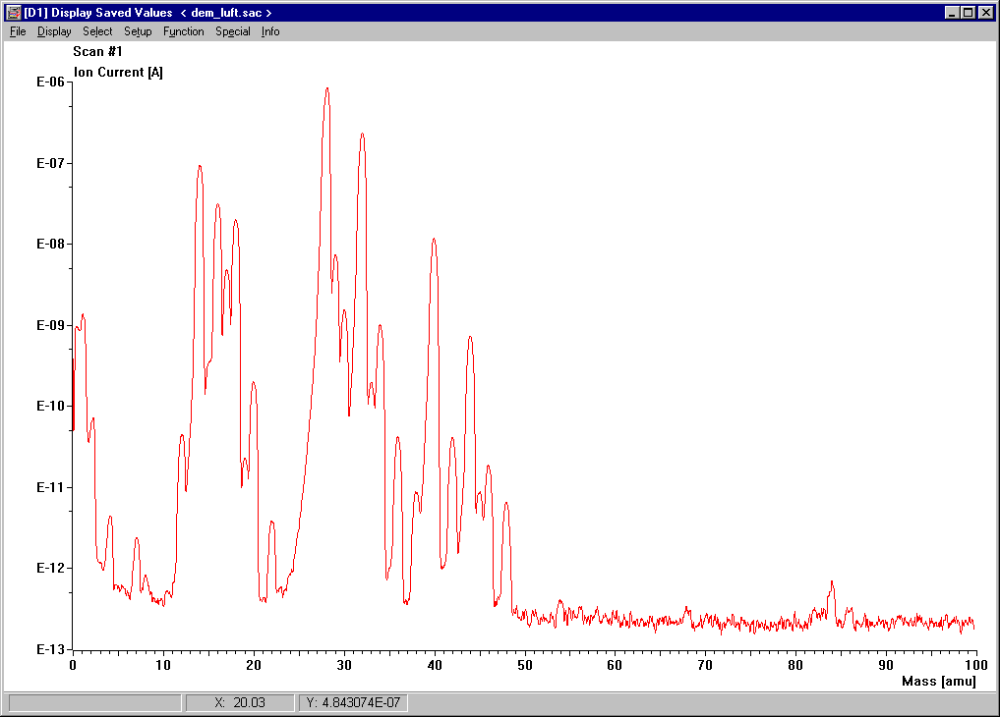 [D1] Display Saved Values < dem_luft.sac >
File Display Select Setup Function Special Info
Scan #1
Ion Current [A]
E-06
E-07
E-08
E-09
E-10
E-11
E-12
E-13
0 10 20 30 40 50 60 70 80 90 100
Mass [amu]
X: 20.03 Y: 4.843074E-07